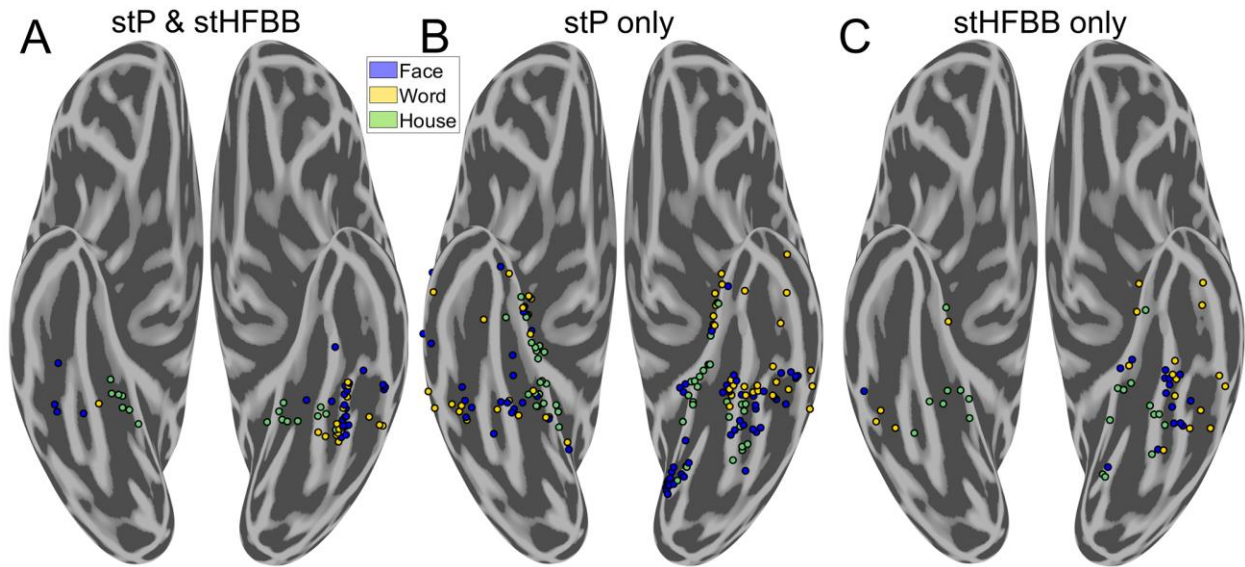 A
stP & stHFBB
B
stP only
C
stHFBB only
Face
Word
House